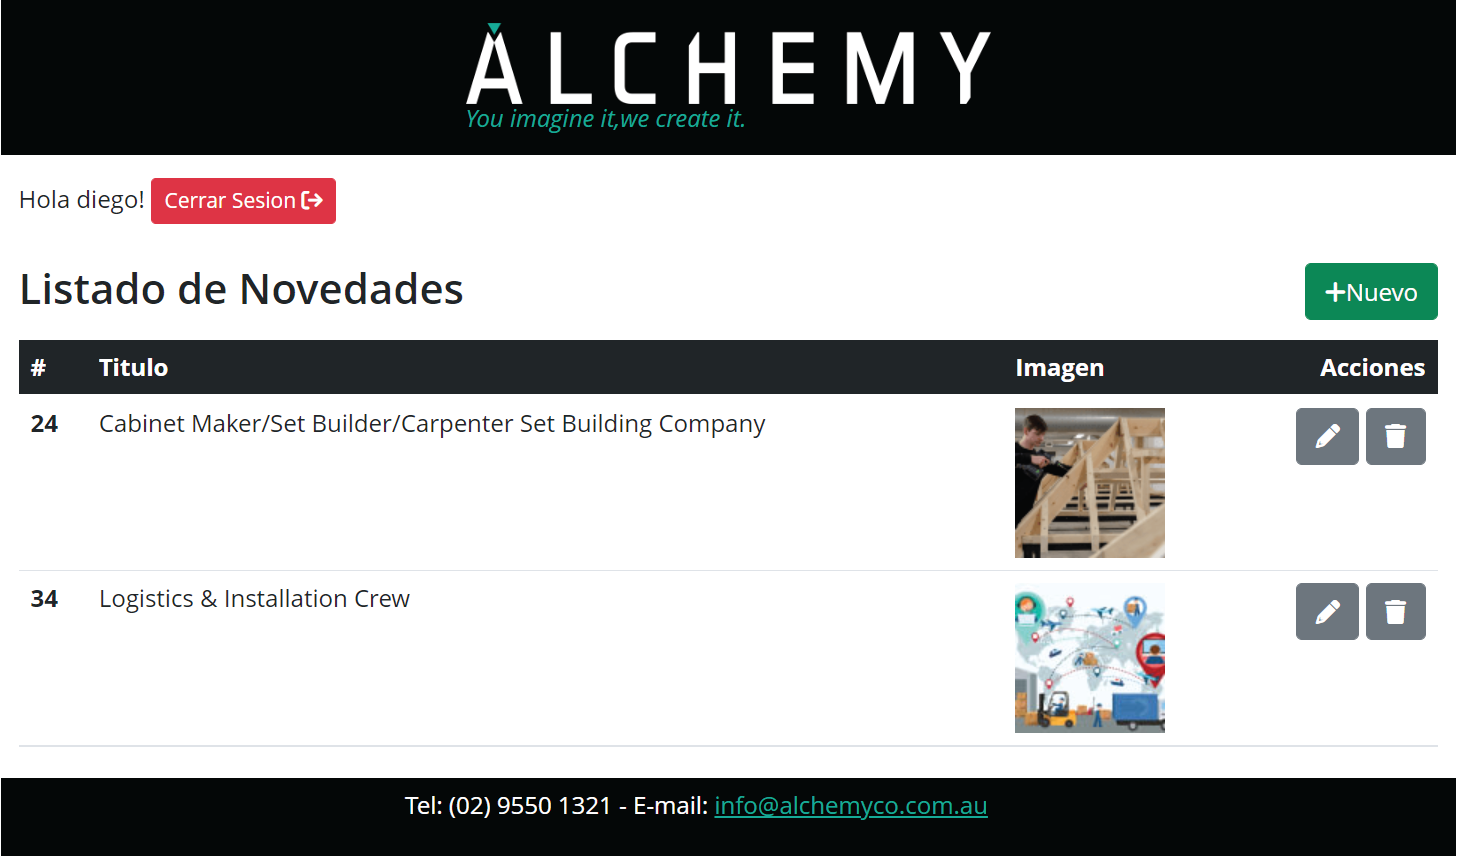 ALCHEMY
You imagine it,we create it.
Hola diego! Cerrar Sesion
Listado de Novedades
Nuevo
# Titulo Imagen Acciones
24 Cabinet Maker/Set Builder/Carpenter Set Building Company
34 Logistics & Installation Crew
Tel: (02) 9550 1321 - E-mail: info@alchemyco.com.au